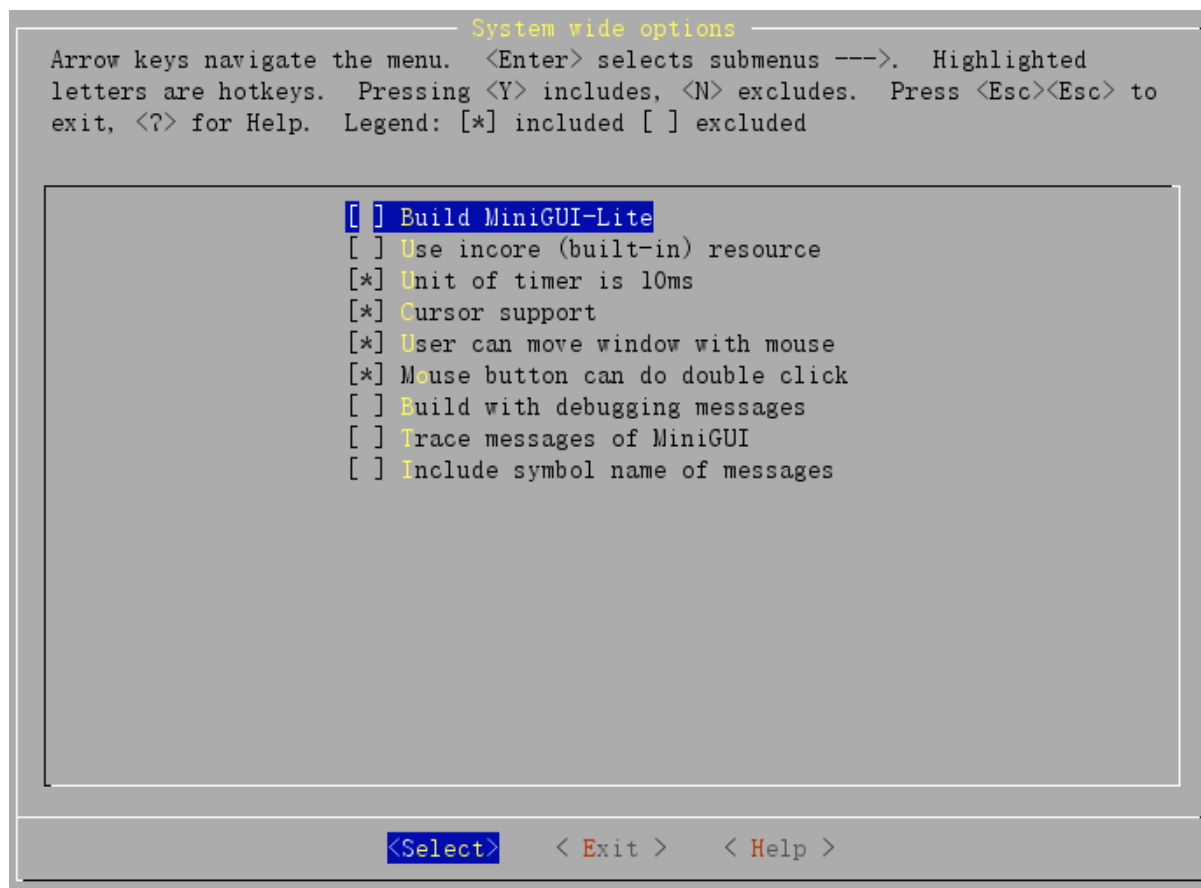 System wide options
Arrow keys navigate the menu.  <Enter> selects submenus --->.  Highlighted
letters are hotkeys.  Pressing <Y> includes, <N> excludes.  Press <Esc><Esc> to
exit, <?> for Help.  Legend: [*] included [ ] excluded
[ ] Build MiniGUI-Lite
[ ] Use incore (built-in) resource
[*] Unit of timer is 10ms
[*] Cursor support
[*] User can move window with mouse
[*] Mouse button can do double click
[ ] Build with debugging messages
[ ] Trace messages of MiniGUI
[ ] Include symbol name of messages
<Select>    < Exit >    < Help >